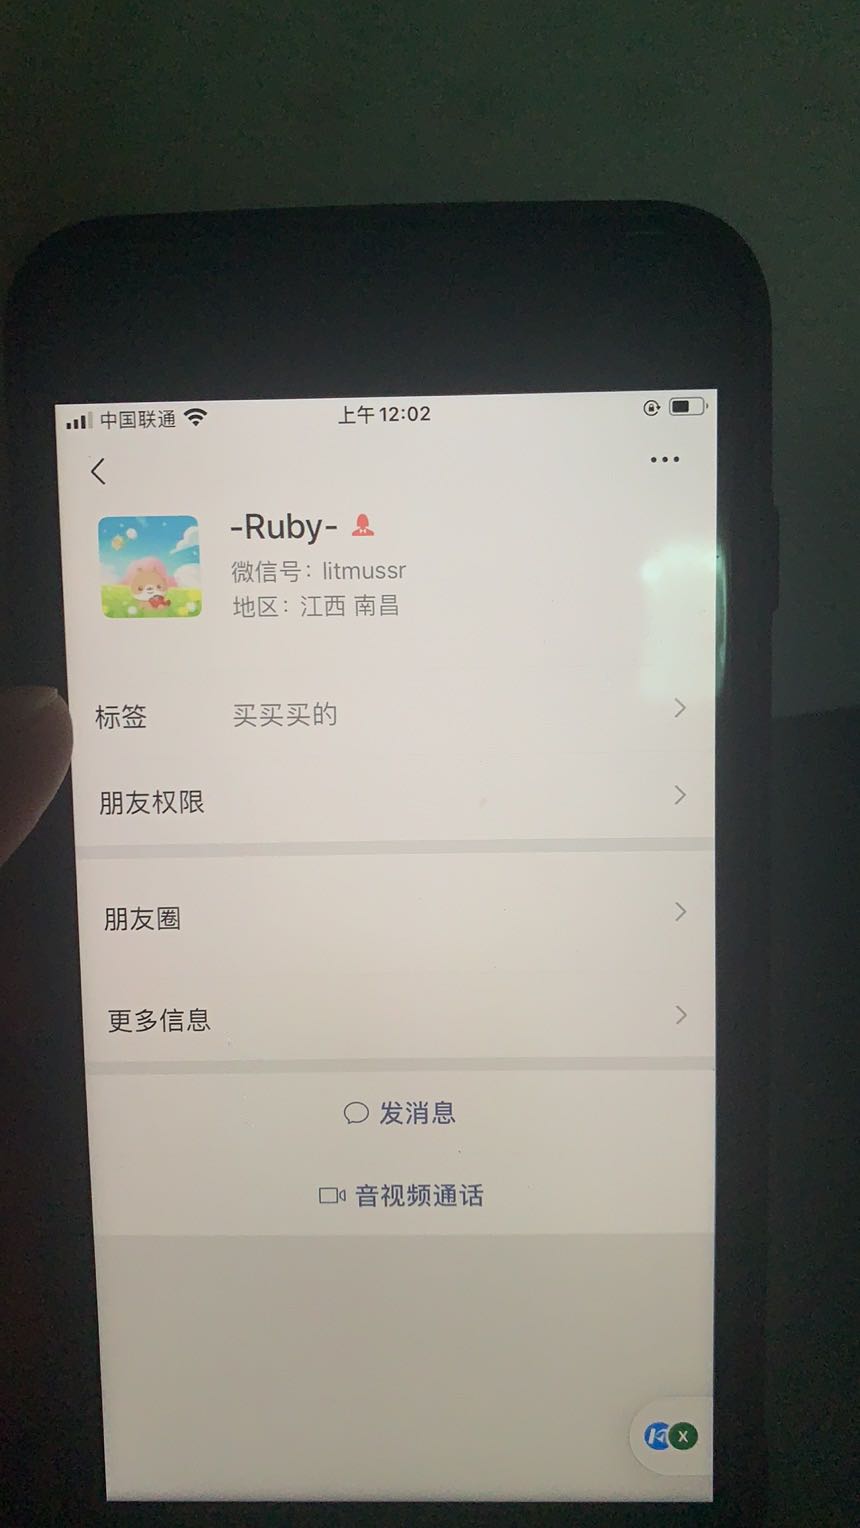 中国联通 上午12:02
-Ruby-
微信号：litmussr
地区：江西 南昌
标签 买买买的
朋友权限
朋友圈
更多信息
发消息
音视频通话
X